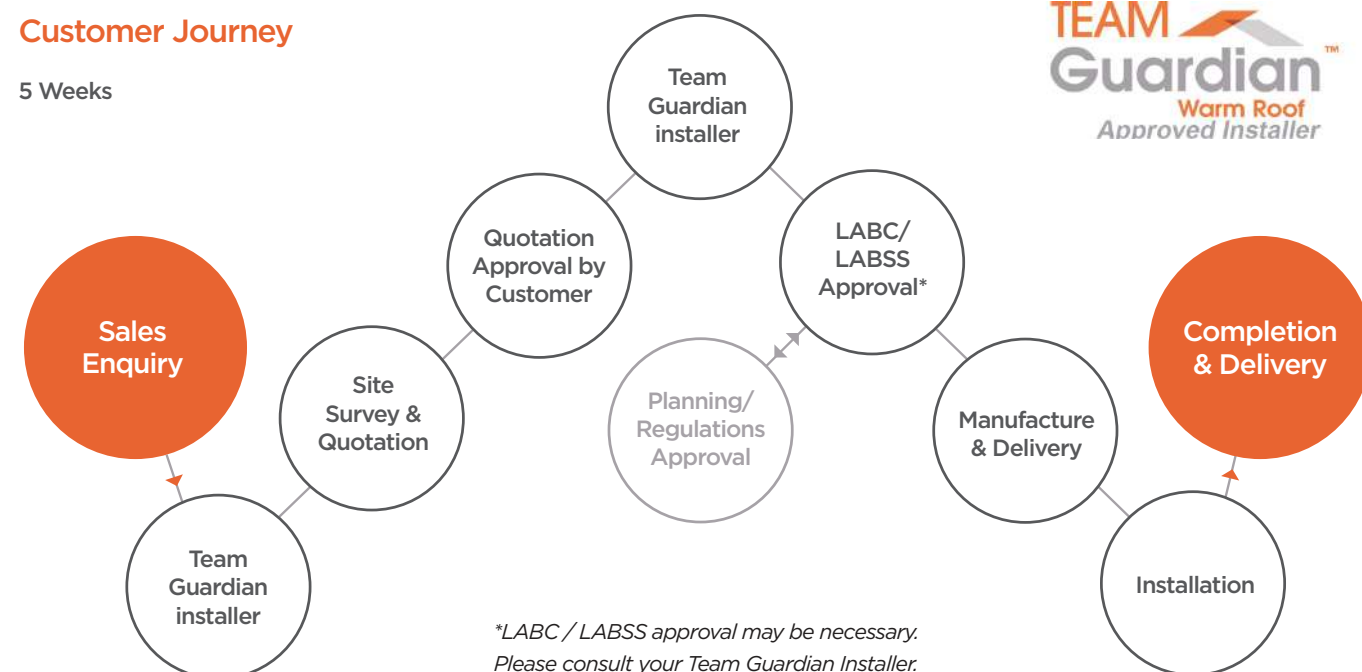 Customer Journey
5 Weeks
TEAM
Guardian™
Warm Roof
Approved Installer
Sales
Enquiry
Team
Guardian
installer
Site
Survey &
Quotation
Quotation
Approval by
Customer
Team
Guardian
installer
LABC/
LABSS
Approval*
Planning/
Regulations
Approval
Manufacture
& Delivery
Installation
Completion
& Delivery
*LABC / LABSS approval may be necessary.
Please consult your Team Guardian Installer.